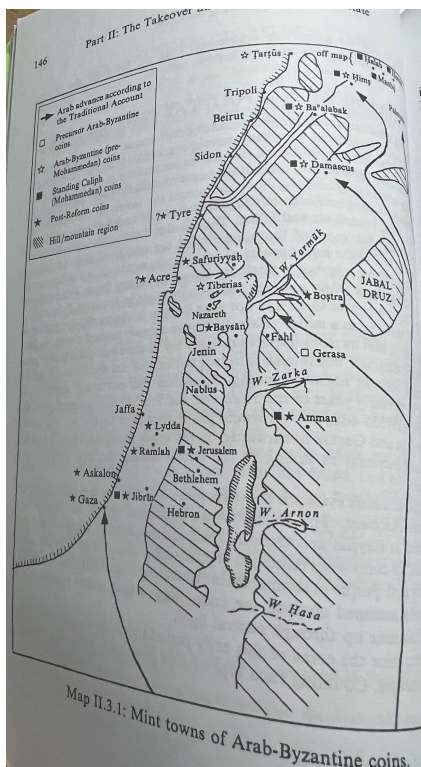 146
Part II: The Takeover
Arab advance according to
the Traditional Account
Precursor Arab-Byzantine
coins
Arab-Byzantine (pre-
Mohammedan) coins
Standing Caliph
(Mohammedan) coins
Post-Reform coins
Hill/mountain region
☆ Ṭarṭūs
off map { ■ Ḥalab
■ ☆ Ḥimṣ
Tripoli
■ ☆ Baʿalabak
Beirut
Sidon
■ ☆ Damascus
?★ Tyre
★ Safuriyyah
W. Yarmūk
?★ Acre
☆ Tiberias
★ Boṣtra
JABAL
DRUZ
Nazareth
□★ Baysān
Fahl
Jenin
□ Gerasa
Nablus
W. Zarka
Jaffa
■ ★ Amman
★ Lydda
★ Ramlah
■ ★ Jerusalem
Bethlehem
★ Askalon
★ Gaza
■★ Jibrīn
Hebron
W. Arnon
W. Ḥasa
Map II.3.1: Mint towns of Arab-Byzantine coins.